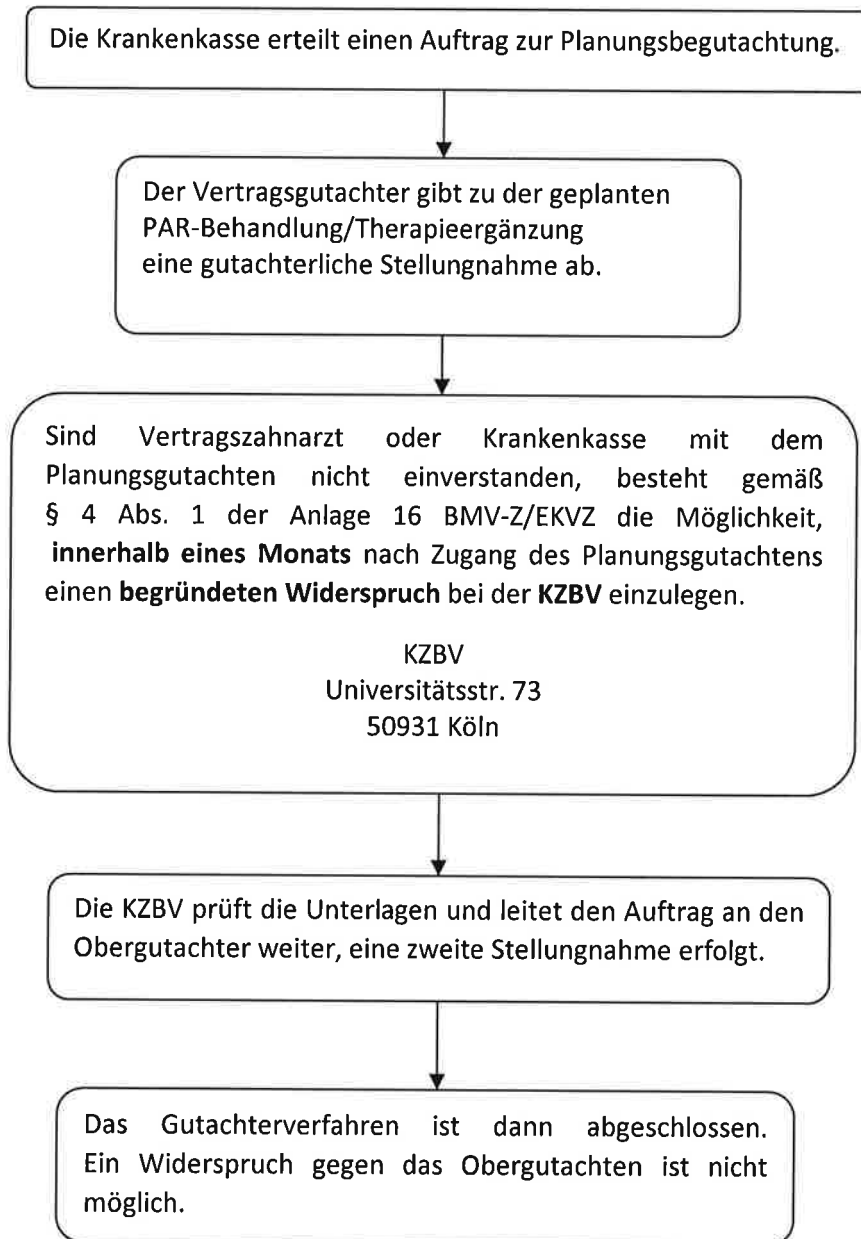 Die Krankenkasse erteilt einen Auftrag zur Planungsbegutachtung.
Der Vertragsgutachter gibt zu der geplanten
PAR-Behandlung/Therapieergänzung
eine gutachterliche Stellungnahme ab.
Sind Vertragszahnarzt oder Krankenkasse mit dem
Planungsgutachten nicht einverstanden, besteht gemäß
§ 4 Abs. 1 der Anlage 16 BMV-Z/EKVZ die Möglichkeit,
innerhalb eines Monats nach Zugang des Planungsgutachtens
einen begründeten Widerspruch bei der KZBV einzulegen.
KZBV
Universitätsstr. 73
50931 Köln
Die KZBV prüft die Unterlagen und leitet den Auftrag an den
Obergutachter weiter, eine zweite Stellungnahme erfolgt.
Das Gutachterverfahren ist dann abgeschlossen.
Ein Widerspruch gegen das Obergutachten ist nicht
möglich.